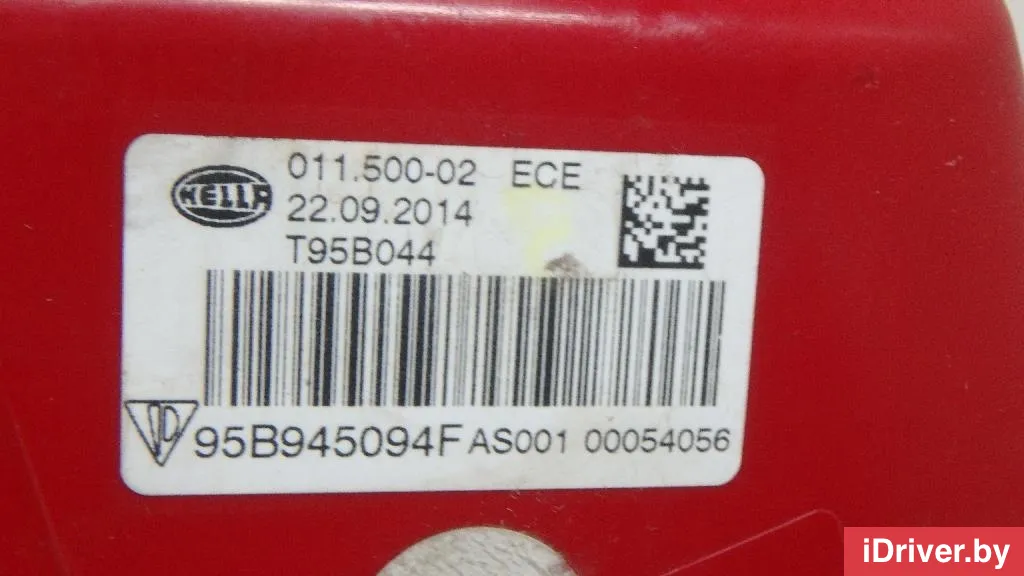 HELLA
011.500-02 ECE
22.09.2014
T95B044
95B945094F AS001 00054056
iDriver.by